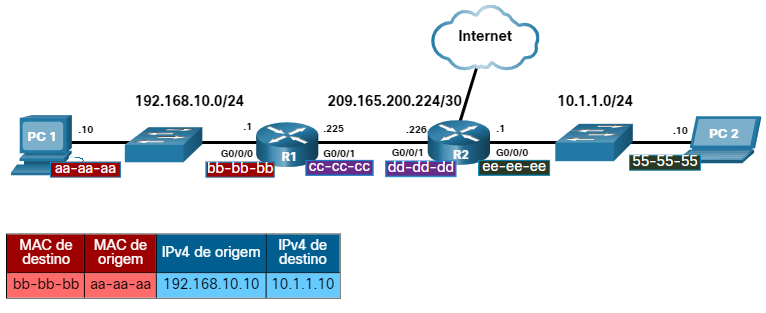 Internet
192.168.10.0/24
209.165.200.224/30
10.1.1.0/24
PC 1
.10
.1
R1
.225
.226
R2
.1
.10
PC 2
G0/0/0
G0/0/1
G0/0/1
G0/0/0
aa-aa-aa
bb-bb-bb
cc-cc-cc
dd-dd-dd
ee-ee-ee
55-55-55
MAC de destino
MAC de origem
IPv4 de origem
IPv4 de destino
bb-bb-bb
aa-aa-aa
192.168.10.10
10.1.1.10